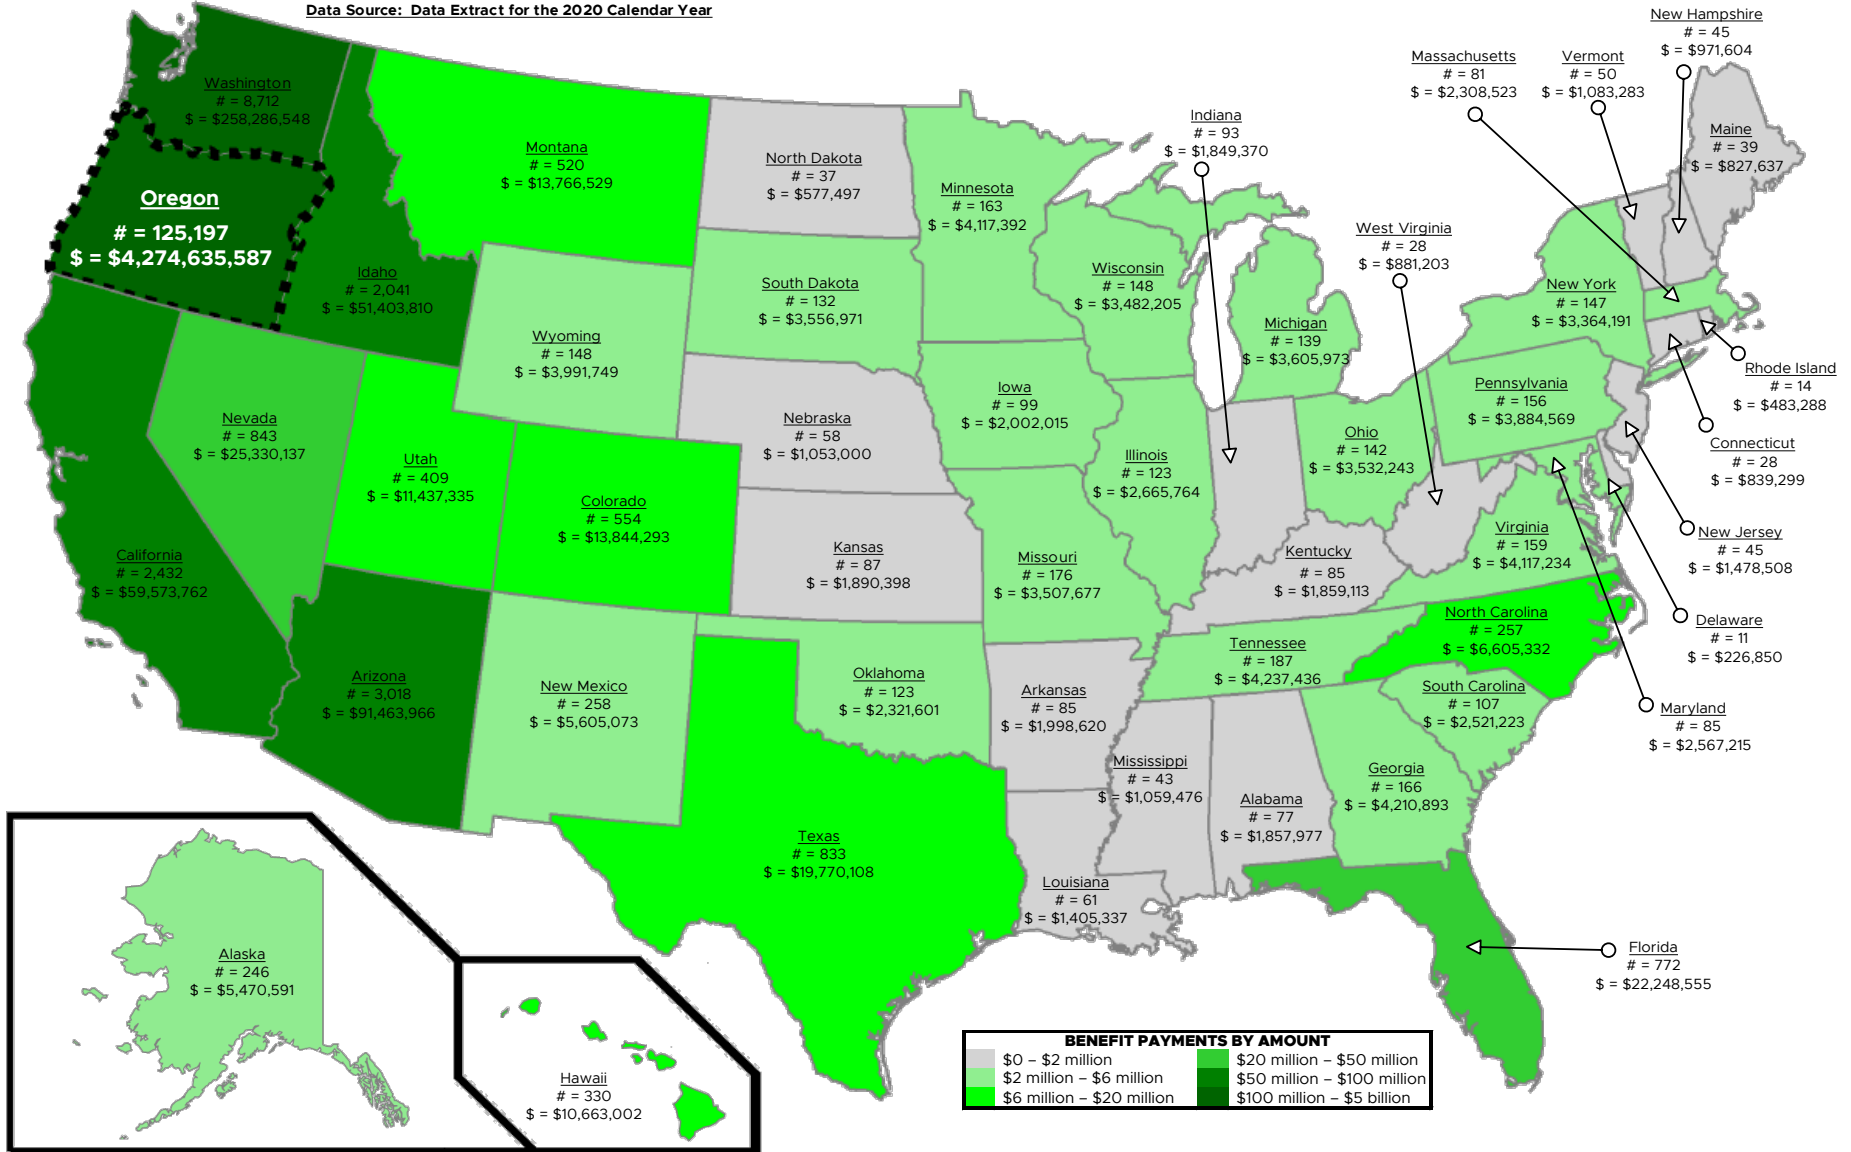 Data Source:  Data Extract for the 2020 Calendar Year
Washington
# = 8,712
$ = $258,286,548
Oregon
# = 125,197
$ = $4,274,635,587
Idaho
# = 2,041
$ = $51,403,810
Montana
# = 520
$ = $13,766,529
North Dakota
# = 37
$ = $577,497
Minnesota
# = 163
$ = $4,117,392
Indiana
# = 93
$ = $1,849,370
Massachusetts
# = 81
$ = $2,308,523
Vermont
# = 50
$ = $1,083,283
New Hampshire
# = 45
$ = $971,604
Maine
# = 39
$ = $827,637
West Virginia
# = 28
$ = $881,203
Wisconsin
# = 148
$ = $3,482,205
South Dakota
# = 132
$ = $3,556,971
Wyoming
# = 148
$ = $3,991,749
Michigan
# = 139
$ = $3,605,973
New York
# = 147
$ = $3,364,191
Rhode Island
# = 14
$ = $483,288
Pennsylvania
# = 156
$ = $3,884,569
Connecticut
# = 28
$ = $839,299
Nevada
# = 843
$ = $25,330,137
Utah
# = 409
$ = $11,437,335
Colorado
# = 554
$ = $13,844,293
Nebraska
# = 58
$ = $1,053,000
Iowa
# = 99
$ = $2,002,015
Illinois
# = 123
$ = $2,665,764
Ohio
# = 142
$ = $3,532,243
New Jersey
# = 45
$ = $1,478,508
California
# = 2,432
$ = $59,573,762
Kansas
# = 87
$ = $1,890,398
Missouri
# = 176
$ = $3,507,677
Kentucky
# = 85
$ = $1,859,113
Virginia
# = 159
$ = $4,117,234
Delaware
# = 11
$ = $226,850
Arizona
# = 3,018
$ = $91,463,966
New Mexico
# = 258
$ = $5,605,073
Oklahoma
# = 123
$ = $2,321,601
Arkansas
# = 85
$ = $1,998,620
Tennessee
# = 187
$ = $4,237,436
North Carolina
# = 257
$ = $6,605,332
South Carolina
# = 107
$ = $2,521,223
Maryland
# = 85
$ = $2,567,215
Texas
# = 833
$ = $19,770,108
Louisiana
# = 61
$ = $1,405,337
Mississippi
# = 43
$ = $1,059,476
Alabama
# = 77
$ = $1,857,977
Georgia
# = 166
$ = $4,210,893
Florida
# = 772
$ = $22,248,555
Alaska
# = 246
$ = $5,470,591
Hawaii
# = 330
$ = $10,663,002
BENEFIT PAYMENTS BY AMOUNT
$0 – $2 million
$2 million – $6 million
$6 million – $20 million
$20 million – $50 million
$50 million – $100 million
$100 million – $5 billion